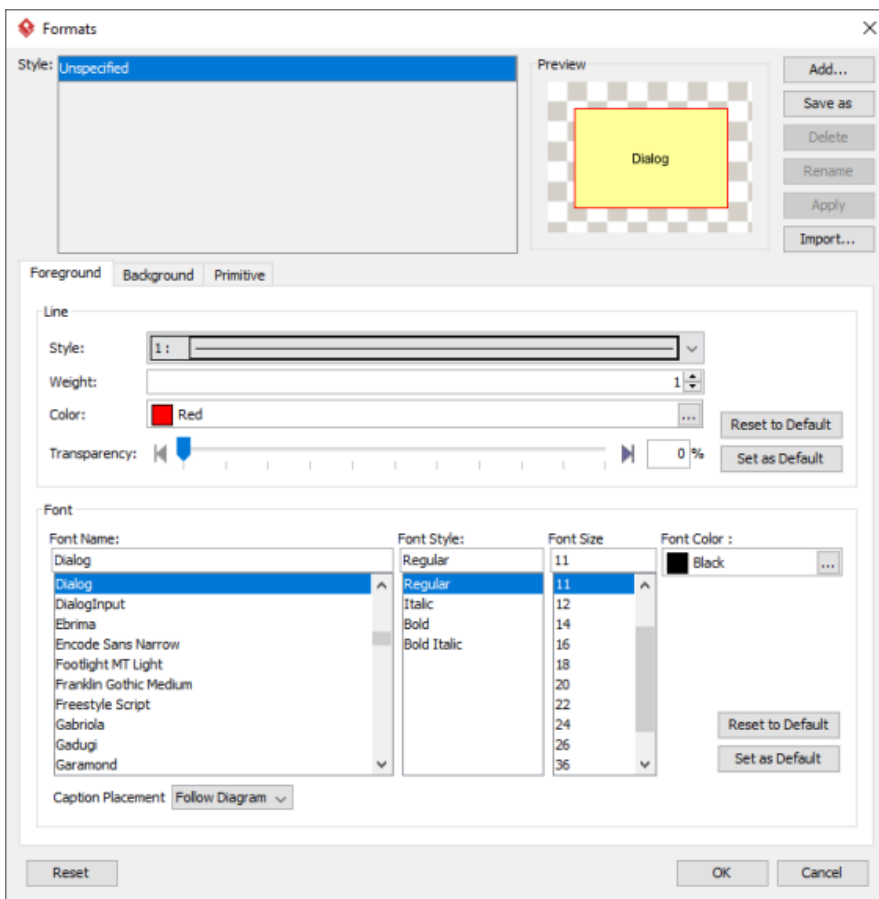 Formats
Style:
Unspecified
Preview
Dialog
Add...
Save as
Delete
Rename
Apply
Import...
Foreground Background Primitive
Line
Style: 1:
Weight: 1
Color: Red ...
Reset to Default
Transparency: 0 %
Set as Default
Font
Font Name: Font Style: Font Size Font Color :
Dialog Regular 11 Black ...
Dialog Regular 11
DialogInput Italic 12
Ebrima Bold 14
Encode Sans Narrow Bold Italic 16
Footlight MT Light 18
Franklin Gothic Medium 20
Freestyle Script 22
Gabriola 24
Reset to Default
Gadugi 26
Set as Default
Garamond 36
Caption Placement Follow Diagram
Reset OK Cancel